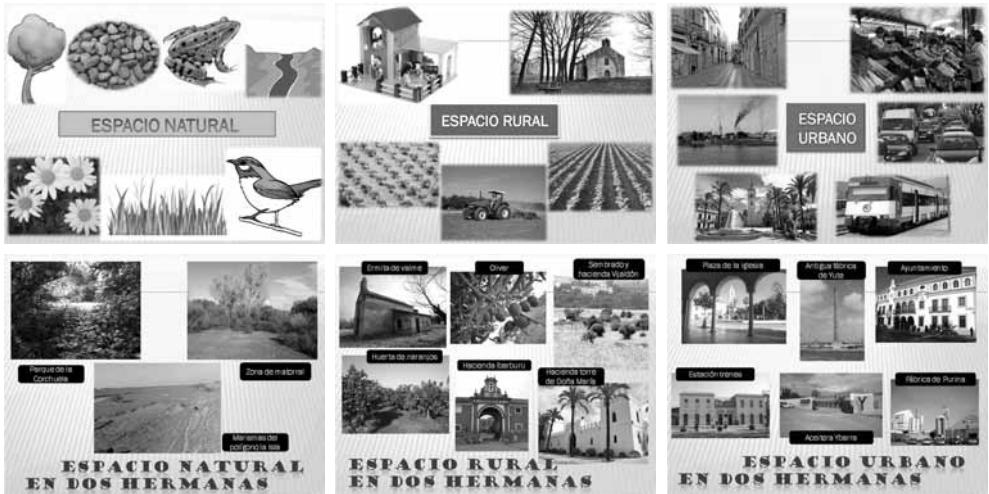 ESPACIO NATURAL
ESPACIO RURAL
ESPACIO
URBANO
Parque de la
Corchuela
Zona de matorral
Marismas del
polígono la Isla
ESPACIO NATURAL
EN DOS HERMANAS
Ermita de valme
Olivar
Sembrado y
hacienda Vijaldón
Huerta de naranjos
Hacienda Ibarburu
Hacienda torre
de Doña María
ESPACIO RURAL
EN DOS HERMANAS
Plaza de la iglesia
Antigua fábrica
de Yute
Ayuntamiento
Estación trenes
Aceitera Ybarra
Fábrica de Purina
ESPACIO URBANO
EN DOS HERMANAS